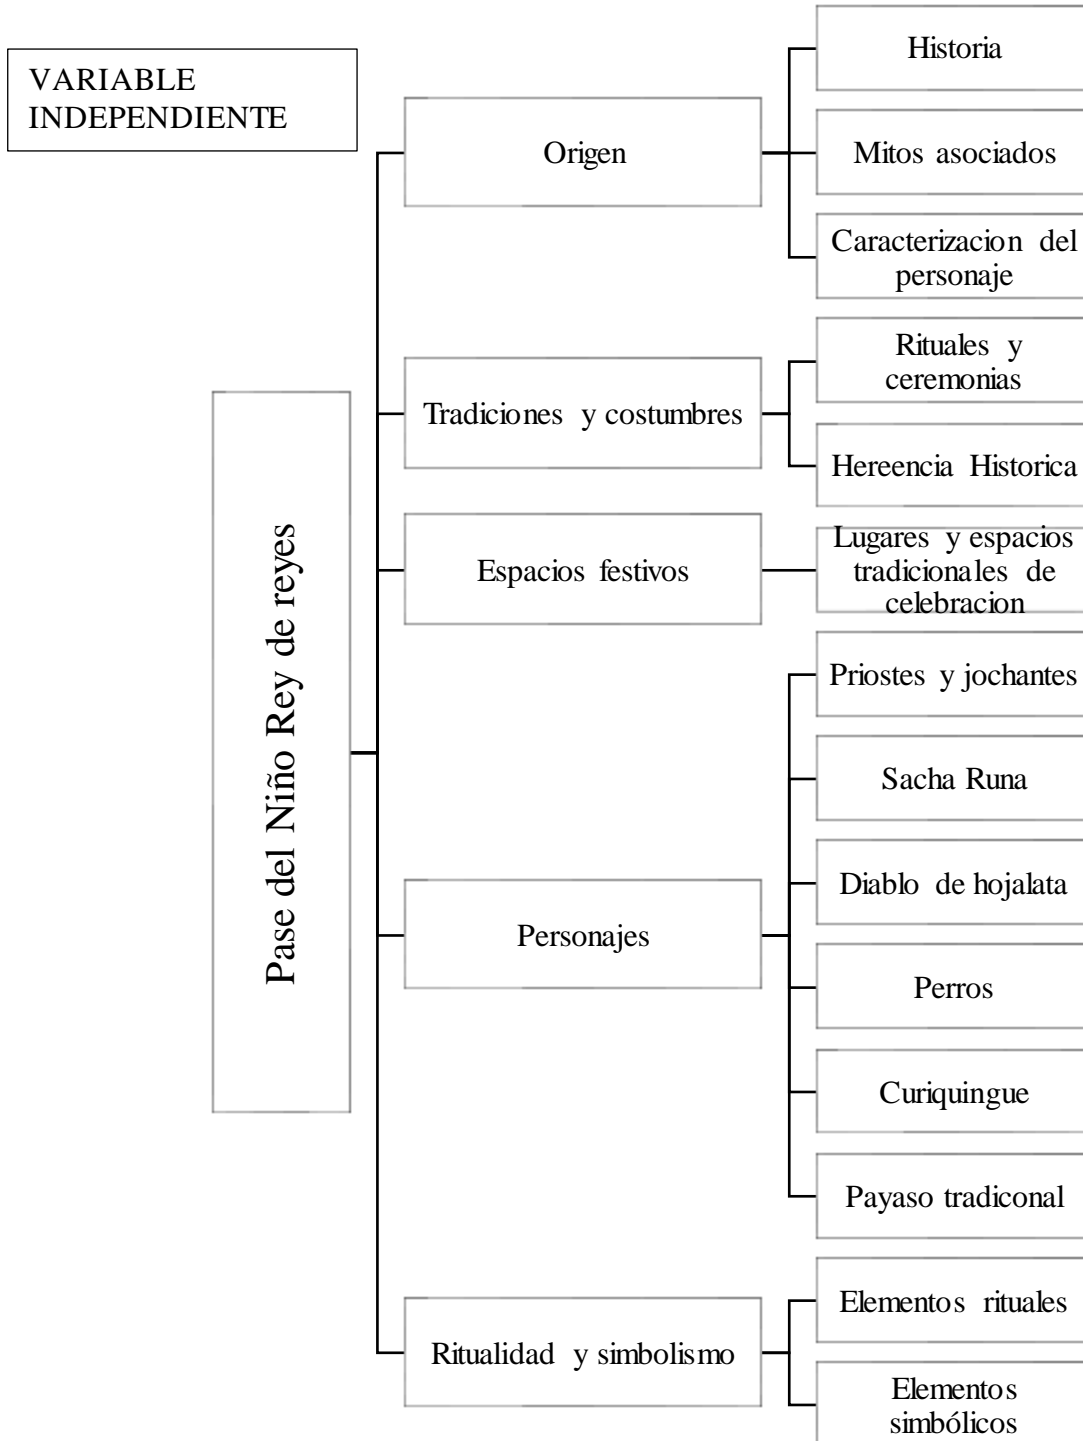 VARIABLE
INDEPENDIENTE
Pase del Niño Rey de reyes
Origen
Historia
Mitos asociados
Caracterizacion del
personaje
Tradiciones y costumbres
Rituales y
ceremonias
Hereencia Historica
Espacios festivos
Lugares y espacios
tradicionales de
celebracion
Personajes
Priostes y jochantes
Sacha Runa
Diablo de hojalata
Perros
Curiquingue
Payaso tradiconal
Ritualidad y simbolismo
Elementos rituales
Elementos
simbólicos